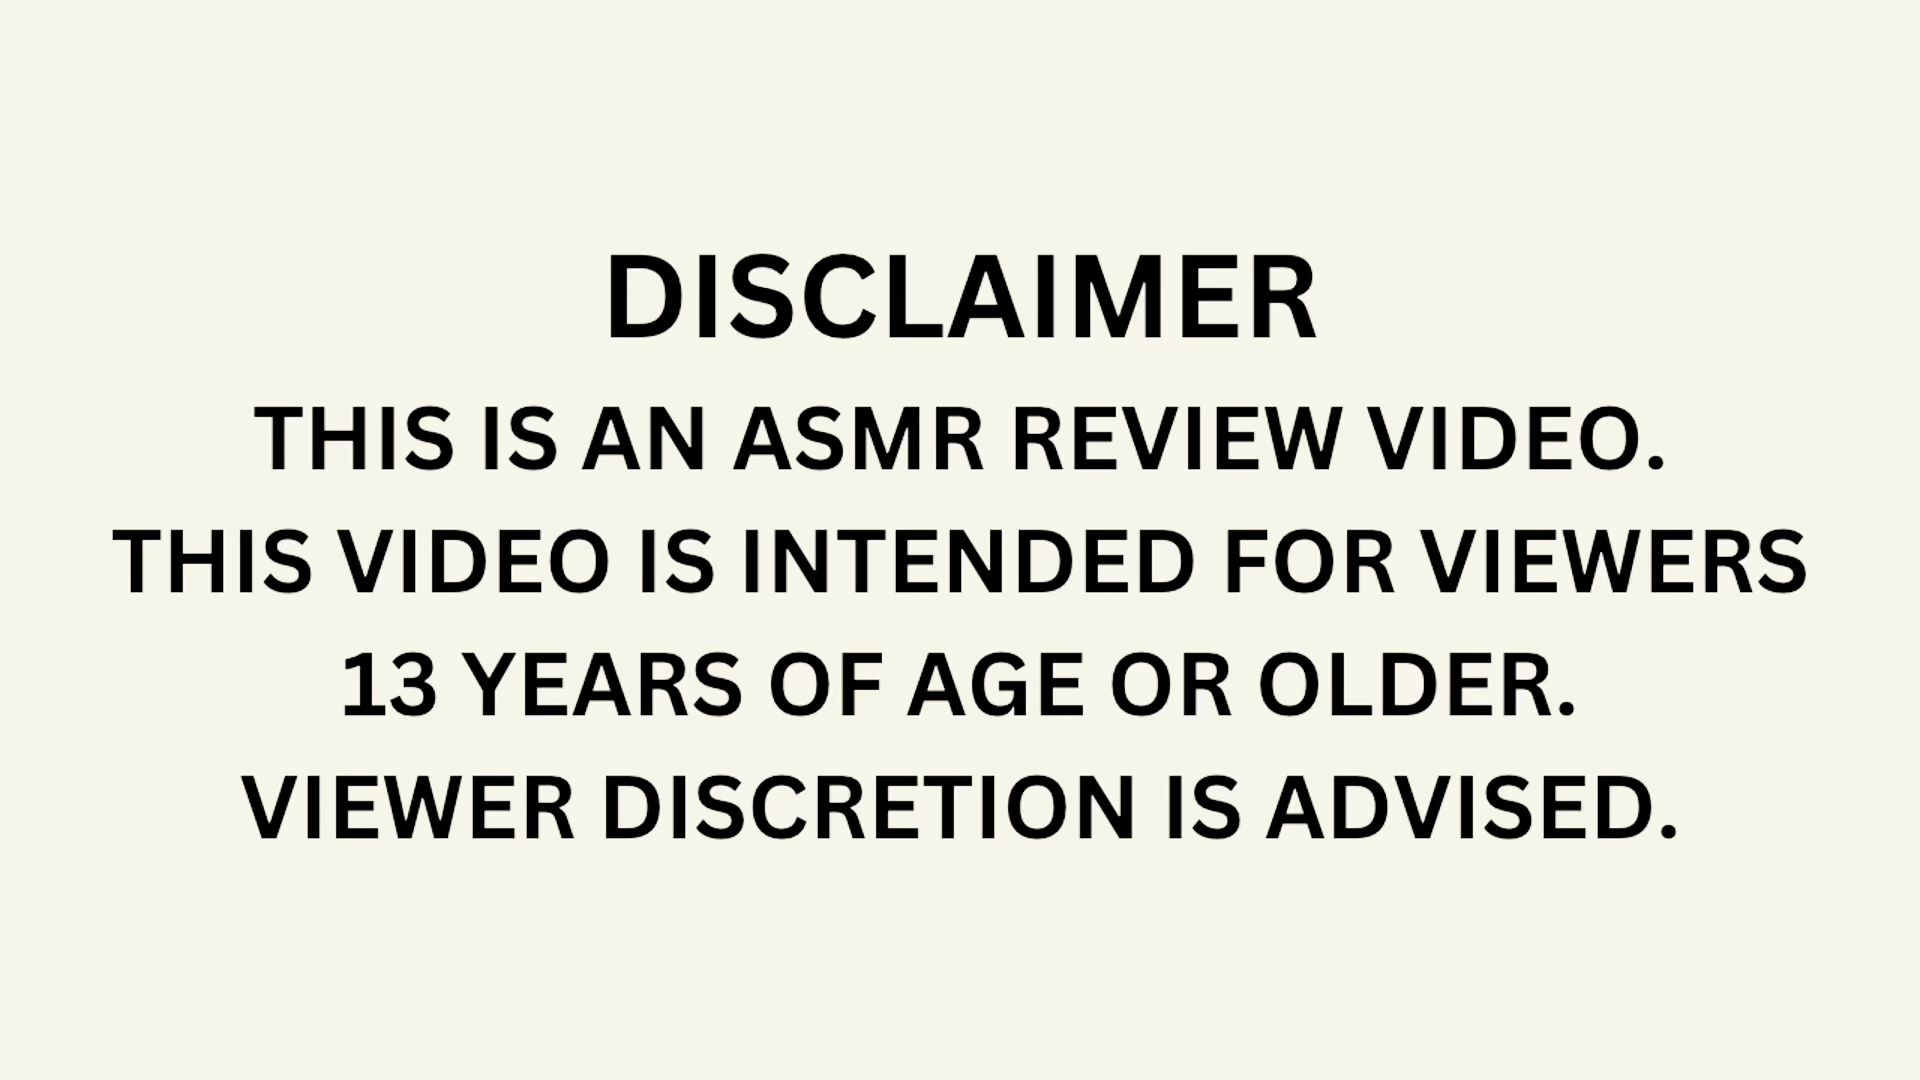 DISCLAIMER
THIS IS AN ASMR REVIEW VIDEO.
THIS VIDEO IS INTENDED FOR VIEWERS
13 YEARS OF AGE OR OLDER.
VIEWER DISCRETION IS ADVISED.